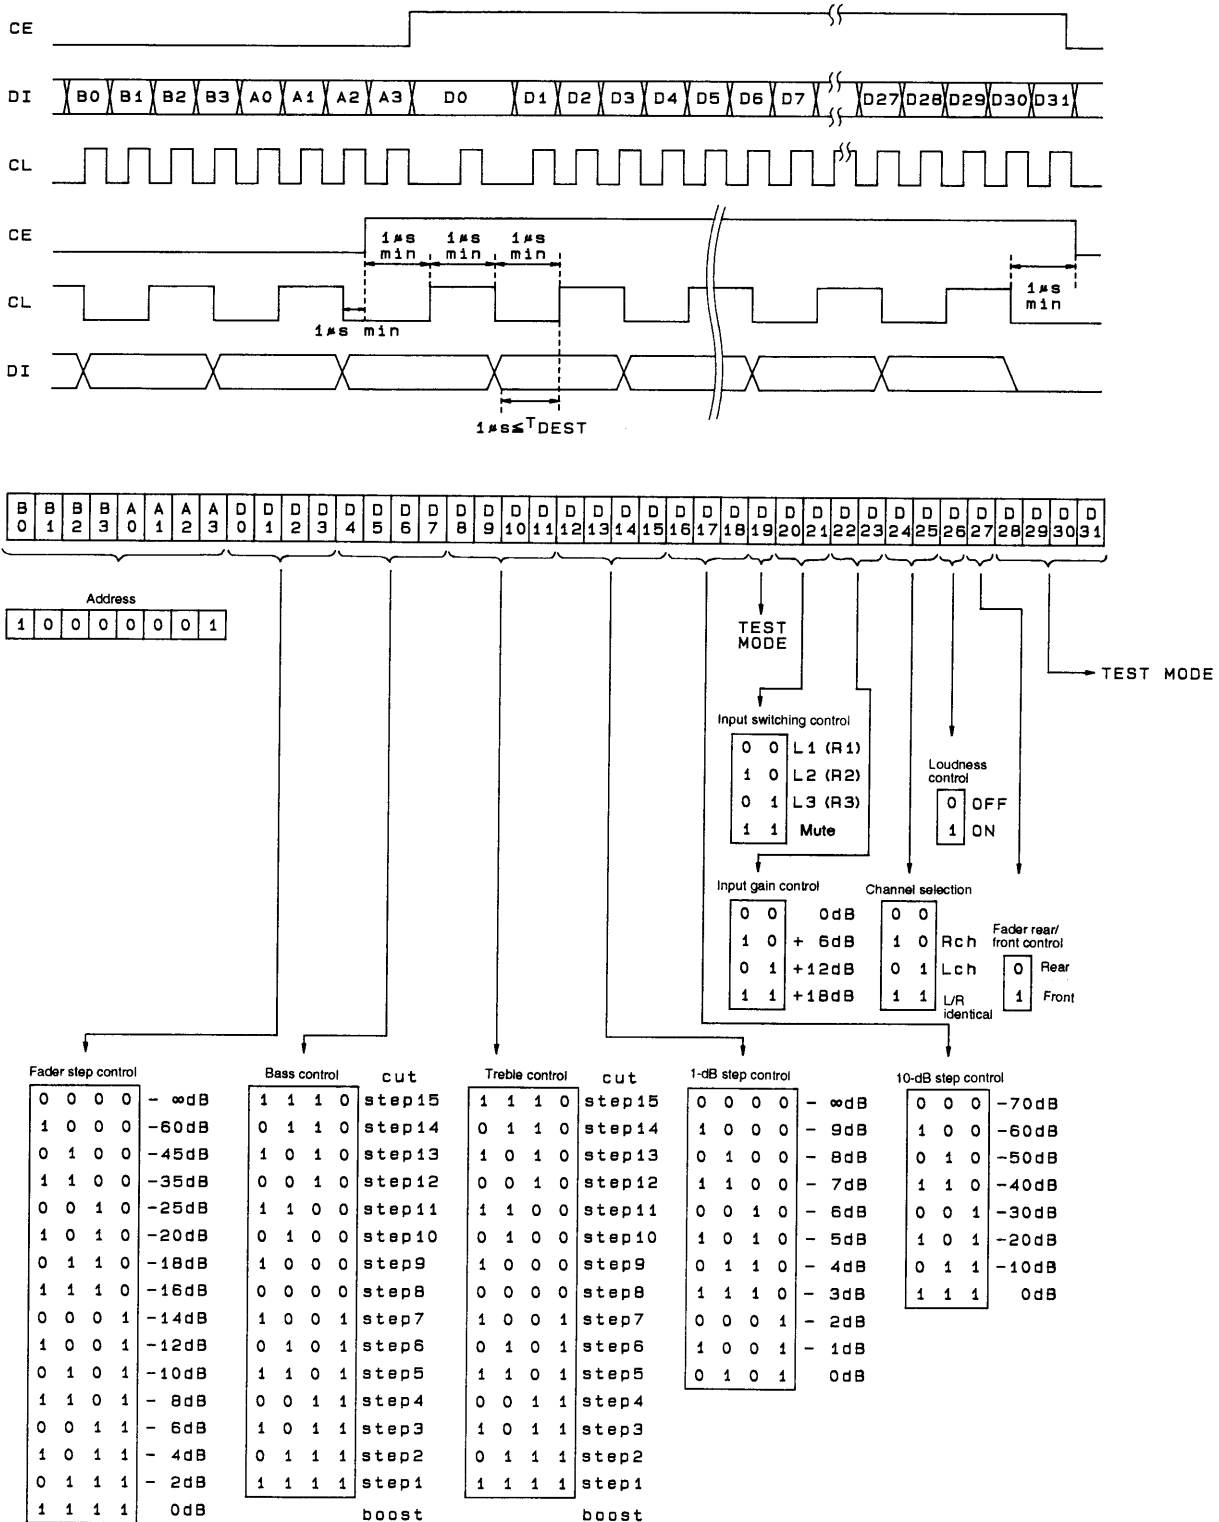 CE
DI B0 B1 B2 B3 A0 A1 A2 A3 D0 D1 D2 D3 D4 D5 D6 D7 D27 D28 D29 D30 D31
CL
CE
1μs min 1μs min 1μs min
1μs min
CL
1μs min
DI
1μs≦TDEST
B0 B1 B2 B3 A0 A1 A2 A3 D0 D1 D2 D3 D4 D5 D6 D7 D8 D9 D10 D11 D12 D13 D14 D15 D16 D17 D18 D19 D20 D21 D22 D23 D24 D25 D26 D27 D28 D29 D30 D31
Address
1 0 0 0 0 0 0 1
TEST
MODE
TEST MODE
Input switching control
0 0 L1 (R1)
1 0 L2 (R2)
0 1 L3 (R3)
1 1 Mute
Loudness
control
0 OFF
1 ON
Input gain control
0 0 0dB
1 0 + 6dB
0 1 +12dB
1 1 +18dB
Channel selection
0 0
1 0 Rch
0 1 Lch
1 1 L/R
identical
Fader rear/
front control
0 Rear
1 Front
Fader step control
0 0 0 0 - ∞dB
1 0 0 0 -60dB
0 1 0 0 -45dB
1 1 0 0 -35dB
0 0 1 0 -25dB
1 0 1 0 -20dB
0 1 1 0 -18dB
1 1 1 0 -16dB
0 0 0 1 -14dB
1 0 0 1 -12dB
0 1 0 1 -10dB
1 1 0 1 - 8dB
0 0 1 1 - 6dB
1 0 1 1 - 4dB
0 1 1 1 - 2dB
1 1 1 1 0dB
Bass control cut
1 1 1 0 step15
0 1 1 0 step14
1 0 1 0 step13
0 0 1 0 step12
1 1 0 0 step11
0 1 0 0 step10
1 0 0 0 step9
0 0 0 0 step8
1 0 0 1 step7
0 1 0 1 step6
1 1 0 1 step5
0 0 1 1 step4
1 0 1 1 step3
0 1 1 1 step2
1 1 1 1 step1
boost
Treble control cut
1 1 1 0 step15
0 1 1 0 step14
1 0 1 0 step13
0 0 1 0 step12
1 1 0 0 step11
0 1 0 0 step10
1 0 0 0 step9
0 0 0 0 step8
1 0 0 1 step7
0 1 0 1 step6
1 1 0 1 step5
0 0 1 1 step4
1 0 1 1 step3
0 1 1 1 step2
1 1 1 1 step1
boost
1-dB step control
0 0 0 0 - ∞dB
1 0 0 0 - 9dB
0 1 0 0 - 8dB
1 1 0 0 - 7dB
0 0 1 0 - 6dB
1 0 1 0 - 5dB
0 1 1 0 - 4dB
1 1 1 0 - 3dB
0 0 0 1 - 2dB
1 0 0 1 - 1dB
0 1 0 1 0dB
10-dB step control
0 0 0 -70dB
1 0 0 -60dB
0 1 0 -50dB
1 1 0 -40dB
0 0 1 -30dB
1 0 1 -20dB
0 1 1 -10dB
1 1 1 0dB